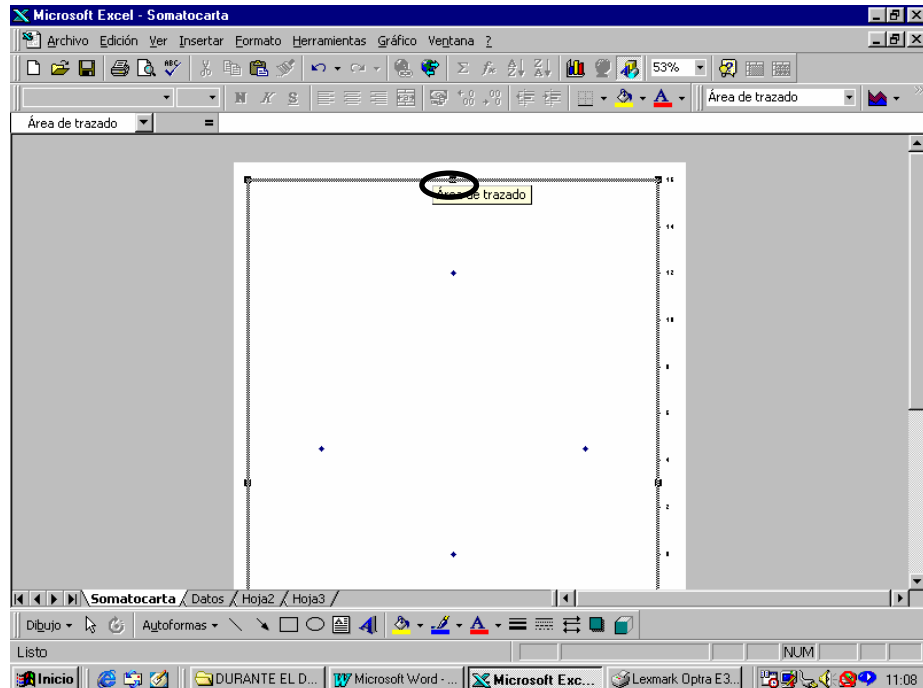 Microsoft Excel - Somatocarta
Archivo Edición Ver Insertar Formato Herramientas Gráfico Ventana ?
53%
N K S Área de trazado
Área de trazado =
Área de trazado
16
14
12
10
8
6
4
2
0
Somatocarta Datos Hoja2 Hoja3
Dibujo Autoformas
Listo NUM
Inicio DURANTE EL D... Microsoft Word - ... Microsoft Exc... Lexmark Optra E3... 11:08